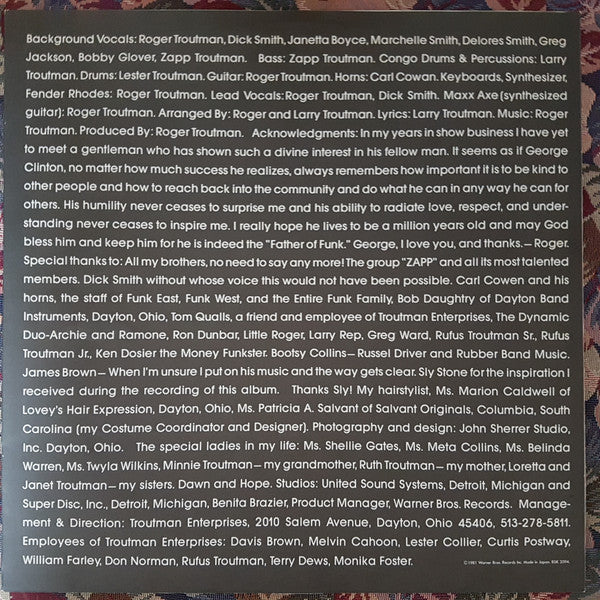 Background Vocals: Roger Troutman, Dick Smith, Janetta Boyce, Marchelle Smith, Delores Smith, Greg
Jackson, Bobby Glover, Zapp Troutman. Bass: Zapp Troutman. Congo Drums & Percussions: Larry
Troutman. Drums: Lester Troutman. Guitar: Roger Troutman. Horns: Carl Cowan. Keyboards, Synthesizer,
Fender Rhodes: Roger Troutman. Lead Vocals: Roger Troutman, Dick Smith. Maxx Axe (synthesized
guitar): Roger Troutman. Arranged By: Roger and Larry Troutman. Lyrics: Larry Troutman. Music: Roger
Troutman. Produced By: Roger Troutman. Acknowledgments: In my years in show business I have yet
to meet a gentleman who has shown such a divine interest in his fellow man. It seems as if George
Clinton, no matter how much success he realizes, always remembers how important it is to be kind to
other people and how to reach back into the community and do what he can in any way he can for
others. His humility never ceases to surprise me and his ability to radiate love, respect, and under-
standing never ceases to inspire me. I really hope he lives to be a million years old and may God
bless him and keep him for he is indeed the "Father of Funk." George, I love you, and thanks.—Roger.
Special thanks to: All my brothers, no need to say any more! The group "ZAPP" and all its most talented
members. Dick Smith without whose voice this would not have been possible. Carl Cowen and his
horns, the staff of Funk East, Funk West, and the Entire Funk Family, Bob Daughtry of Dayton Band
Instruments, Dayton, Ohio, Tom Qualls, a friend and employee of Troutman Enterprises, The Dynamic
Duo-Archie and Ramone, Ron Dunbar, Little Roger, Larry Rep, Greg Ward, Rufus Troutman Sr., Rufus
Troutman Jr., Ken Dosier the Money Funkster. Bootsy Collins—Russel Driver and Rubber Band Music.
James Brown—When I'm unsure I put on his music and the way gets clear. Sly Stone for the inspiration I
received during the recording of this album. Thanks Sly! My hairstylist, Ms. Marion Caldwell of
Lovey's Hair Expression, Dayton, Ohio, Ms. Patricia A. Salvant of Salvant Originals, Columbia, South
Carolina (my Costume Coordinator and Designer). Photography and design: John Sherrer Studio,
Inc. Dayton, Ohio. The special ladies in my life: Ms. Shellie Gates, Ms. Meta Collins, Ms. Belinda
Warren, Ms. Twyla Wilkins, Minnie Troutman—my grandmother, Ruth Troutman—my mother, Loretta and
Janet Troutman—my sisters. Dawn and Hope. Studios: United Sound Systems, Detroit, Michigan and
Super Disc, Inc., Detroit, Michigan, Benita Brazier, Product Manager, Warner Bros. Records. Manage-
ment & Direction: Troutman Enterprises, 2010 Salem Avenue, Dayton, Ohio 45406, 513-278-5811.
Employees of Troutman Enterprises: Davis Brown, Melvin Cahoon, Lester Collier, Curtis Postway,
William Farley, Don Norman, Rufus Troutman, Terry Dews, Monika Foster.
©1981 Warner Bros. Records Inc. Made in Japan. BSK 3594.